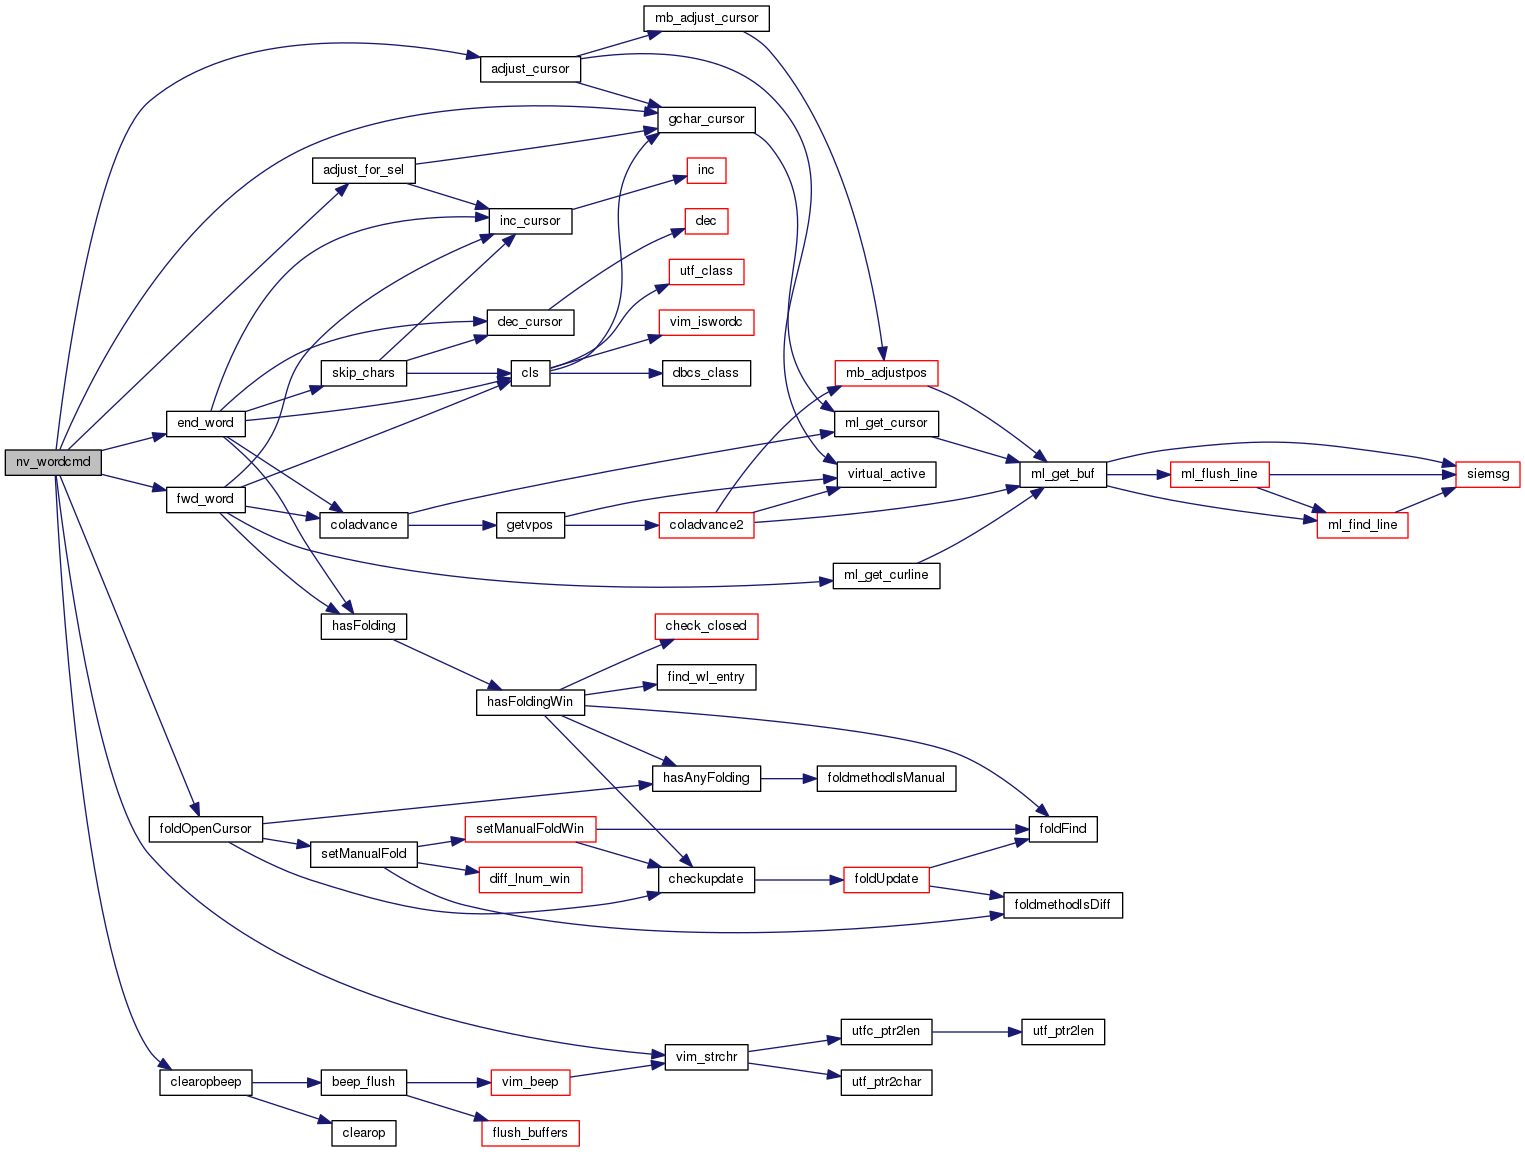 mb_adjust_cursor
adjust_cursor
gchar_cursor
adjust_for_sel
inc
inc_cursor
dec
utf_class
dec_cursor
vim_iswordc
skip_chars
cls
dbcs_class
mb_adjustpos
end_word
ml_get_cursor
nv_wordcmd
virtual_active
ml_get_buf
ml_flush_line
siemsg
fwd_word
coladvance
getvpos
coladvance2
ml_find_line
ml_get_curline
hasFolding
check_closed
find_wl_entry
hasFoldingWin
hasAnyFolding
foldmethodIsManual
foldOpenCursor
setManualFoldWin
foldFind
setManualFold
diff_lnum_win
checkupdate
foldUpdate
foldmethodIsDiff
utfc_ptr2len
utf_ptr2len
vim_strchr
clearopbeep
beep_flush
vim_beep
utf_ptr2char
clearop
flush_buffers